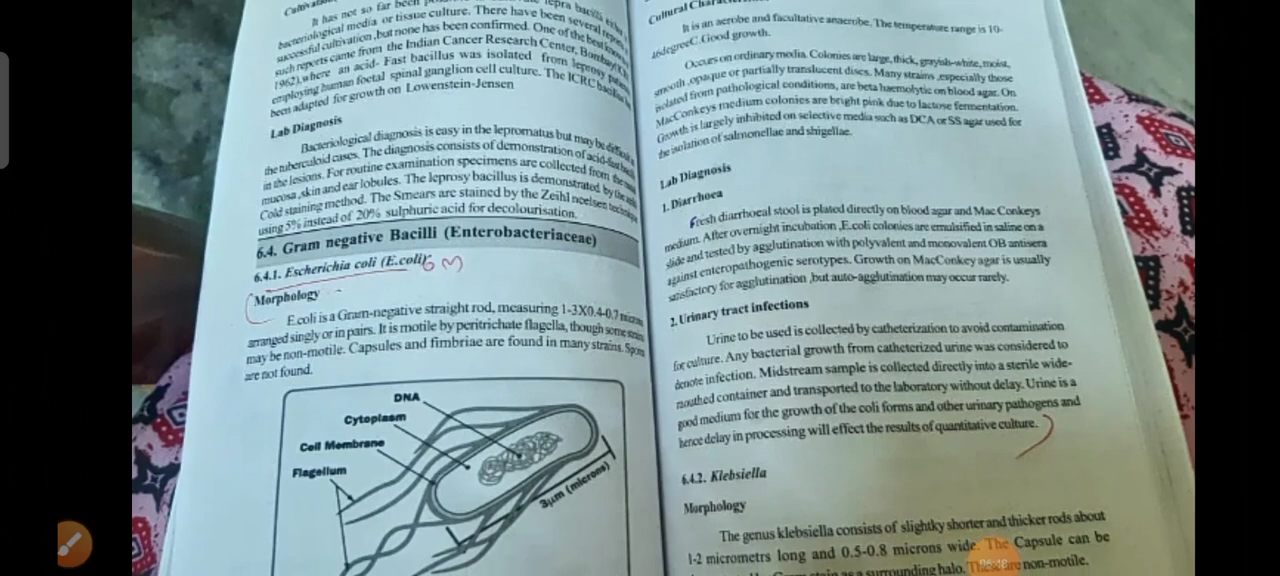 It has not so far been
bacteriological media or tissue culture. There have been several
successful cultivation ,but none has been confirmed. One of the best
such reports came from the Indian Cancer Research Center, Bombay
1962),where an acid- Fast bacillus was isolated from leprosy
employing human foetal spinal ganglion cell culture. The ICRC bacillus
been adapted for growth on Lowenstein-Jensen
Lab Diagnosis
Bacteriological diagnosis is easy in the lepromatus but may be
the tuberculoid cases. The diagnosis consists of demonstration of acid-fast
in the lesions. For routine examination specimens are collected from the
mucosa ,skin and ear lobules. The leprosy bacillus is demonstrated by the
Cold staining method. The Smears are stained by the Zeihl neelsen technique
using 5% instead of 20% sulphuric acid for decolourisation.
6.4. Gram negative Bacilli (Enterobacteriaceae)
6.4.1. Escherichia coli (E.coli) 6 m
Morphology
E.coli is a Gram-negative straight rod, measuring 1-3X0.4-0.7
arranged singly or in pairs. It is motile by peritrichate flagella, though some strains
may be non-motile. Capsules and fimbriae are found in many strains. Spores
are not found.
DNA
Cytoplasm
Cell Membrane
Flagellum
3µm (microns)
Cultural
It is an aerobe and facultative anaerobe. The temperature range is 10-
degreeC.Good growth.
Occurs on ordinary media. Colonies are large, thick, grayish-white, moist,
smooth ,opaque or partially translucent discs. Many strains ,especially those
isolated from pathological conditions, are beta haemolytic on blood agar. On
MacConkeys medium colonies are bright pink due to lactose fermentation.
Growth is largely inhibited on selective media such as DCA or SS agar used for
the isolation of salmonellae and shigellae.
Lab Diagnosis
1. Diarrhoea
Fresh diarrhoeal stool is plated directly on blood agar and Mac Conkeys
medium. After overnight incubation ,E.coli colonies are emulsified in saline on a
slide and tested by agglutination with polyvalent and monovalent OB antisera
against enteropathogenic serotypes. Growth on MacConkey agar is usually
satisfactory for agglutination ,but auto-agglutination may occur rarely.
2. Urinary tract infections
Urine to be used is collected by catheterization to avoid contamination
for culture. Any bacterial growth from catheterized urine was considered to
denote infection. Midstream sample is collected directly into a sterile wide-
mouthed container and transported to the laboratory without delay. Urine is a
good medium for the growth of the coli forms and other urinary pathogens and
hence delay in processing will effect the results of quantitative culture.
6.4.2. Klebsiella
Morphology
The genus klebsiella consists of slightky shorter and thicker rods about
1-2 micrometrs long and 0.5-0.8 microns wide. The Capsule can be
stain as a surrounding halo. These are non-motile.